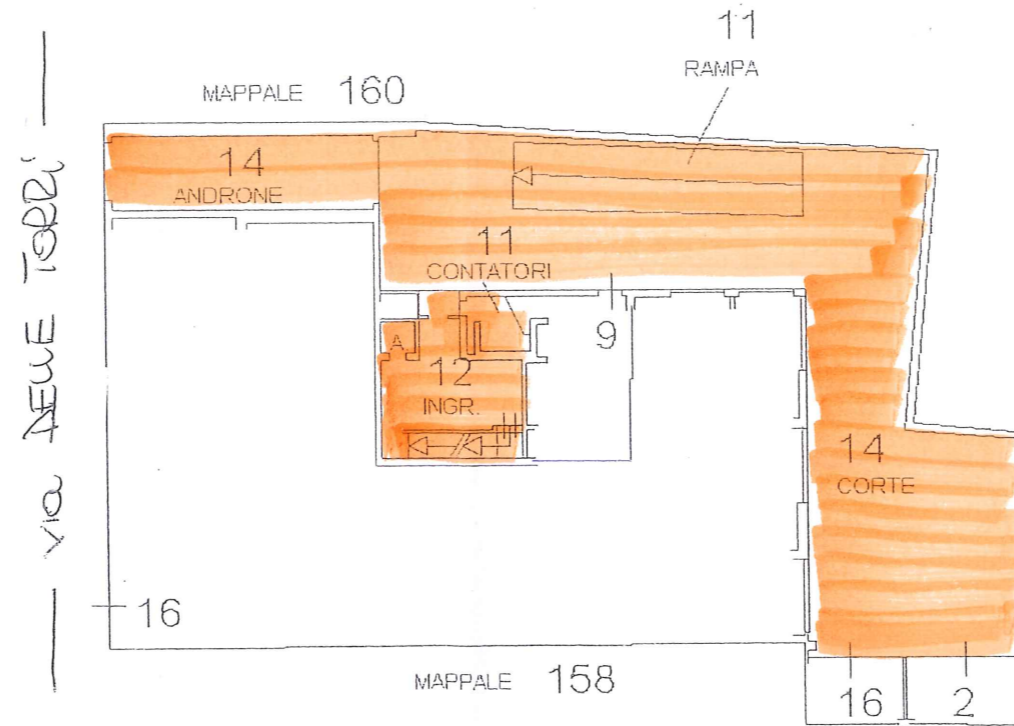 11
RAMPA
MAPPALE 160
14
ANDRONE
via DELLE TORRI
11
CONTATORI
9
A.
12
INGR.
14
CORTE
16
MAPPALE 158
16
2